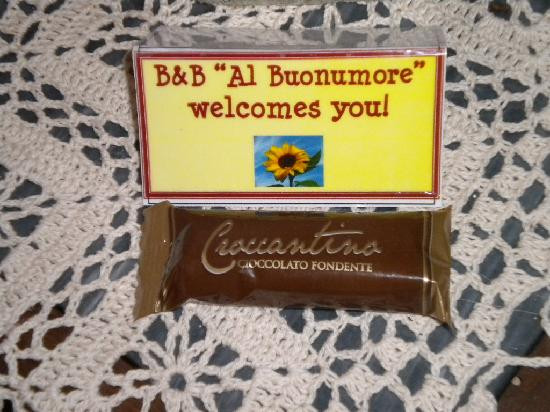 B&B "Al Buonumore"
welcomes you!
Croccantino
CIOCCOLATO FONDENTE